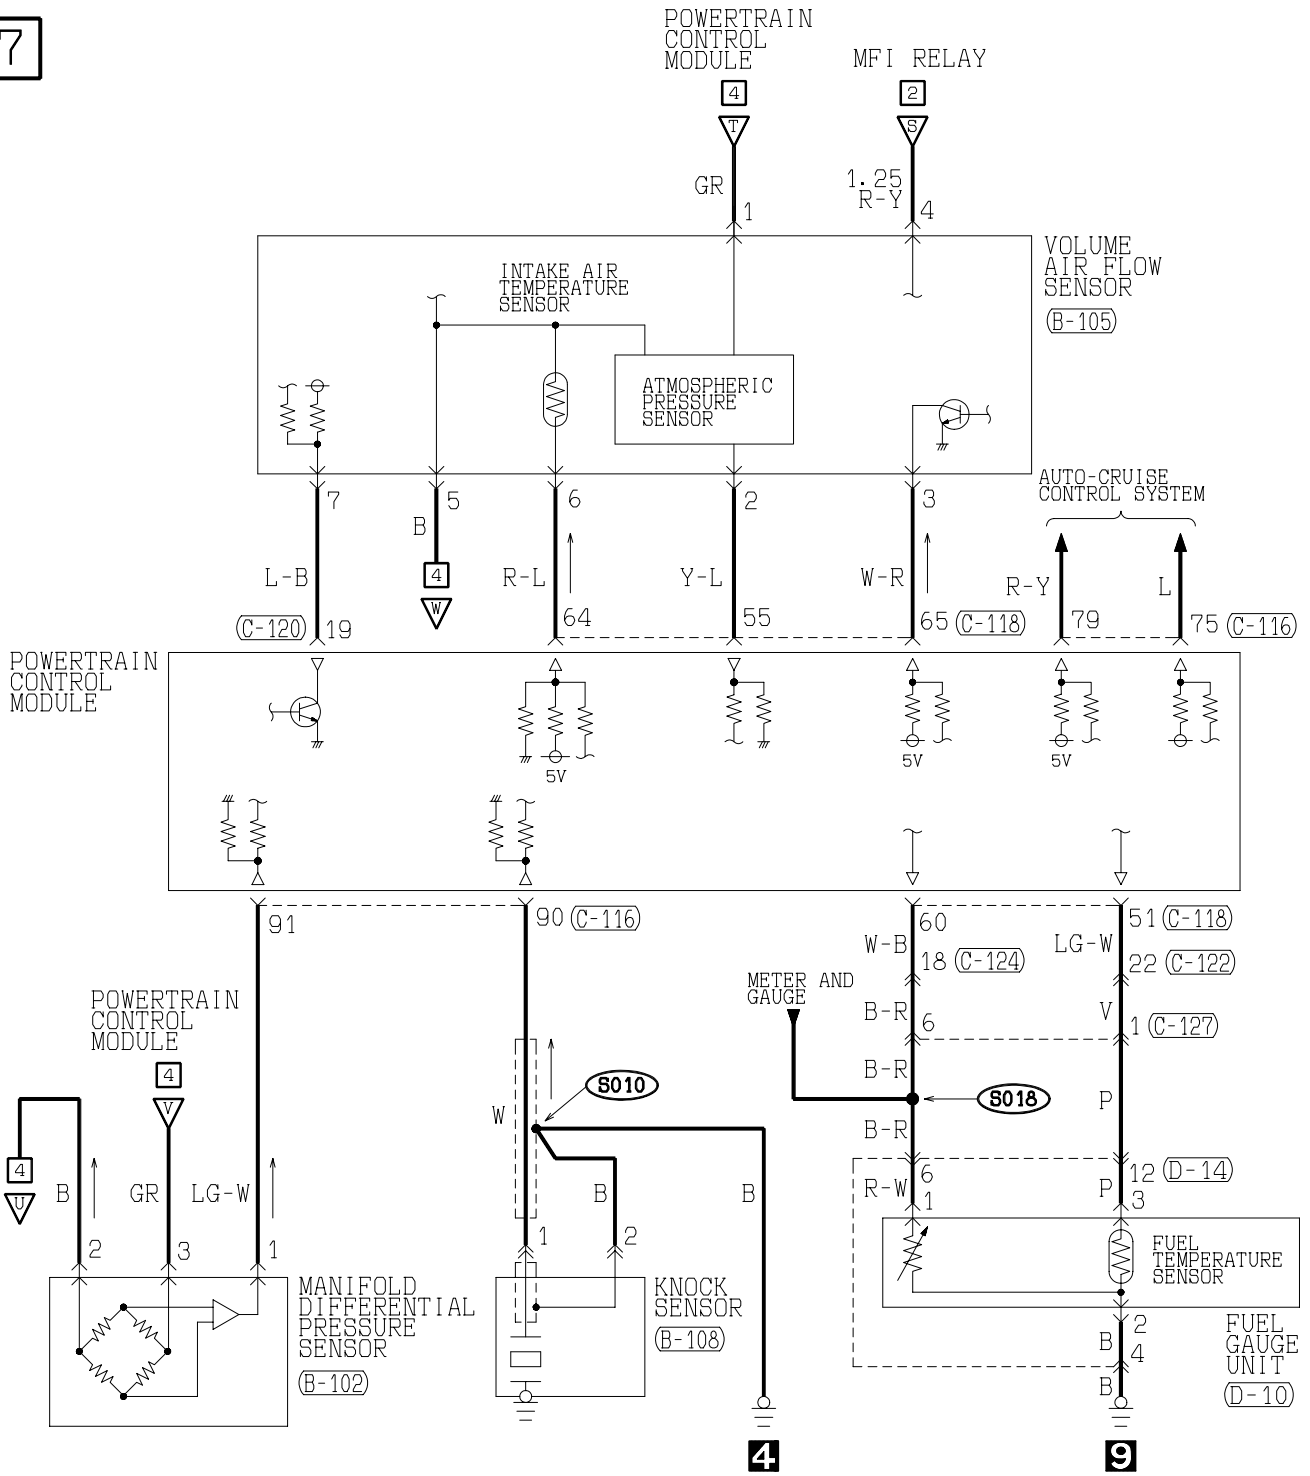 7
POWERTRAIN
CONTROL
MODULE
MFI RELAY
4
2
T
S
GR
1.25
R-Y
1
4
VOLUME
AIR FLOW
SENSOR
(B-105)
INTAKE AIR
TEMPERATURE
SENSOR
ATMOSPHERIC
PRESSURE
SENSOR
7
5
6
2
3
AUTO-CRUISE
CONTROL SYSTEM
B
L-B
4
R-L
Y-L
W-R
R-Y
L
W
(C-120)
19
64
55
65
(C-118)
79
75
(C-116)
POWERTRAIN
CONTROL
MODULE
5V
5V
5V
91
90
(C-116)
60
51
(C-118)
W-B
LG-W
18
(C-124)
22
(C-122)
METER AND
GAUGE
POWERTRAIN
CONTROL
MODULE
B-R
6
V
1
(C-127)
4
V
B-R
S010
S018
W
P
B-R
4
U
B
GR
LG-W
B
B
6
12
(D-14)
R-W
1
P
3
2
3
1
1
2
FUEL
TEMPERATURE
SENSOR
MANIFOLD
DIFFERENTIAL
PRESSURE
SENSOR
(B-102)
KNOCK
SENSOR
(B-108)
2
B
4
B
FUEL
GAUGE
UNIT
(D-10)
4
9